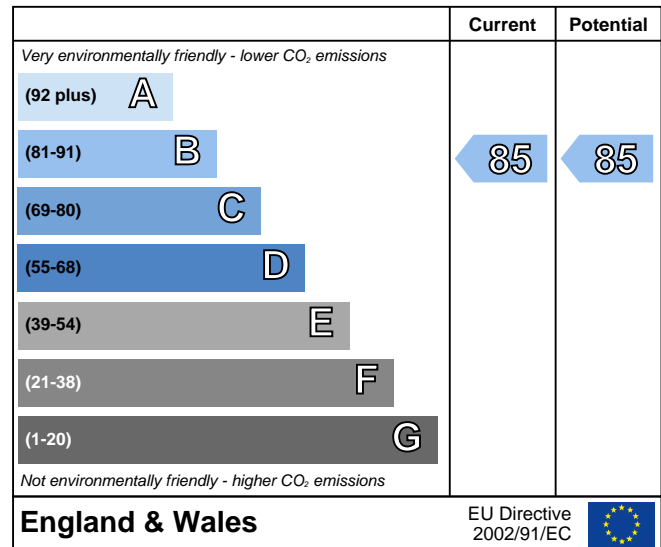 Current Potential
Very environmentally friendly - lower CO₂ emissions
(92 plus) A
(81-91) B 85 85
(69-80) C
(55-68) D
(39-54) E
(21-38) F
(1-20) G
Not environmentally friendly - higher CO₂ emissions
England & Wales
EU Directive
2002/91/EC